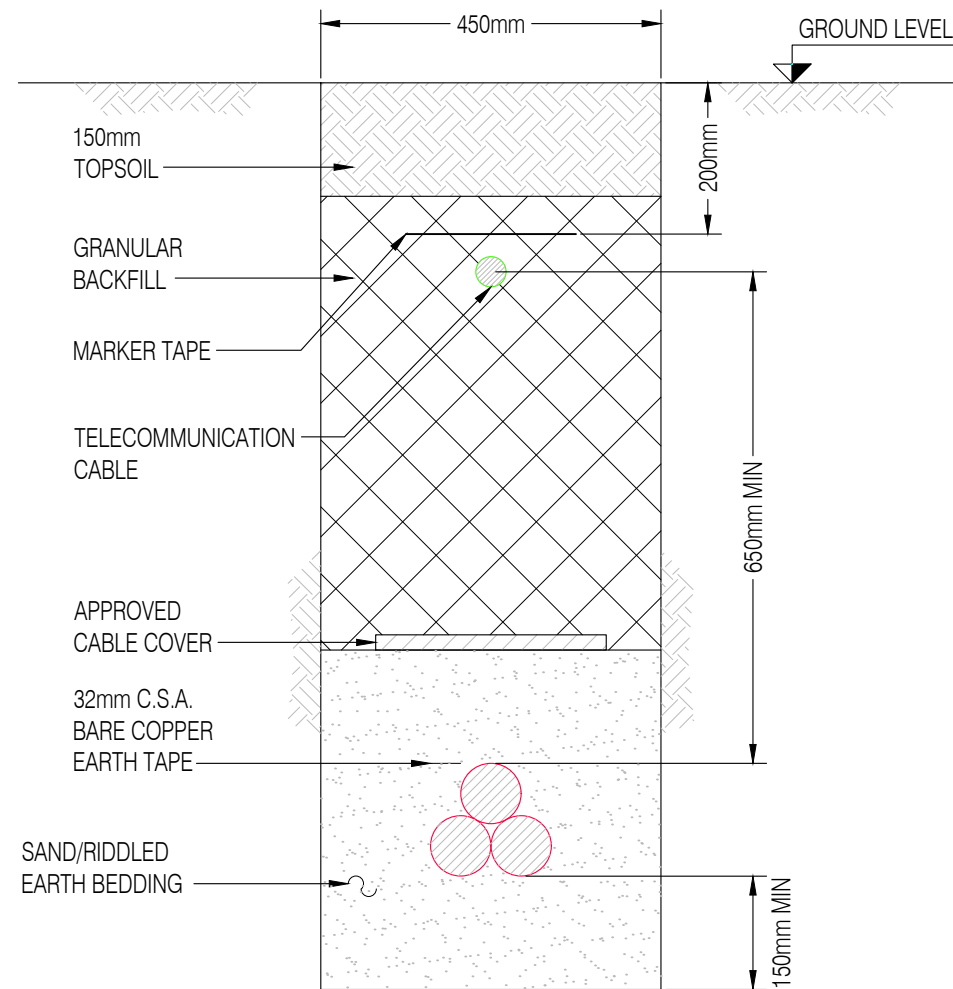 450mm
GROUND LEVEL
150mm
TOPSOIL
200mm
GRANULAR
BACKFILL
MARKER TAPE
TELECOMMUNICATION
CABLE
650mm MIN
APPROVED
CABLE COVER
32mm C.S.A.
BARE COPPER
EARTH TAPE
SAND/RIDDLED
EARTH BEDDING
150mm MIN